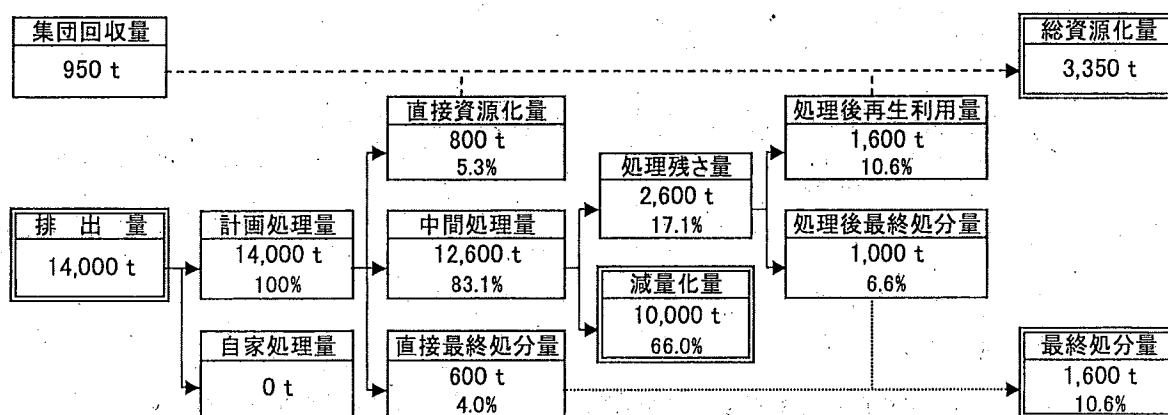 集団回収量
950 t
総資源化量
3,350 t
直接資源化量
800 t
5.3%
処理後再生利用量
1,600 t
10.6%
処理残さ量
2,600 t
17.1%
排 出 量
14,000 t
計画処理量
14,000 t
100%
中間処理量
12,600 t
83.1%
処理後最終処分量
1,000 t
6.6%
減量化量
10,000 t
66.0%
自家処理量
0 t
直接最終処分量
600 t
4.0%
最終処分量
1,600 t
10.6%